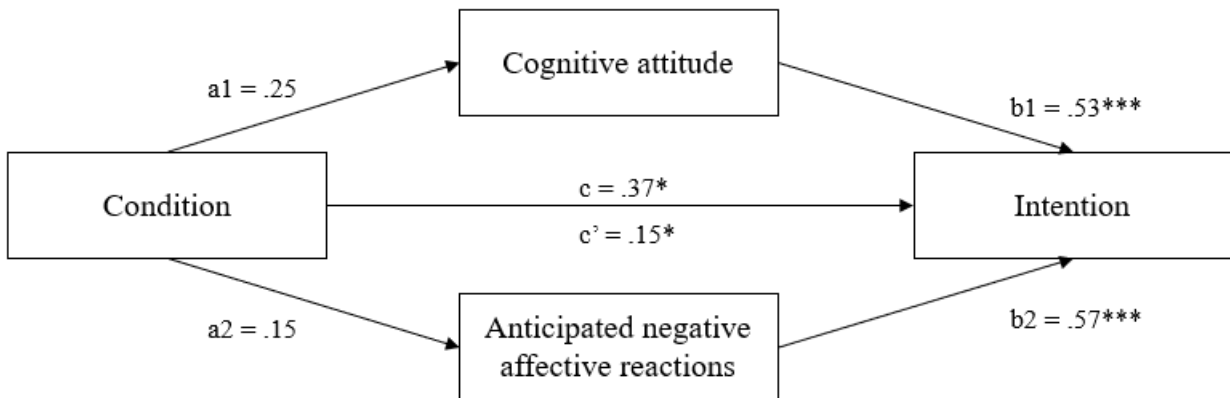 Cognitive attitude
a1 = .25
b1 = .53***
Condition
c = .37*
c’ = .15*
Intention
a2 = .15
Anticipated negative
affective reactions
b2 = .57***